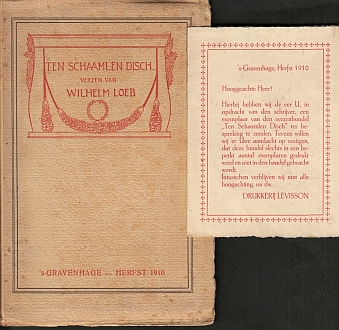 TEN SCHAAMLEN DISCH.
VERZEN VAN
WILHELM LOEB
's-GRAVENHAGE — HERFST 1910
's-Gravenhage, Herfst 1910
Hooggeachte Heer!
Hierbij hebben wij de eer U, in
opdracht van den schrijver, een
exemplaar van den verzenbundel
„Ten Schaamlen Disch" ter be-
spreking te zenden. Tevens willen
wij er Uwe aandacht op vestigen,
dat deze bundel slechts in een be-
perkt aantal exemplaren gedrukt
werd en niet in den handel gebracht
wordt.
Intusschen verblijven wij met alle
hoogachting, uw dw.
DRUKKERIJ LEVISSON